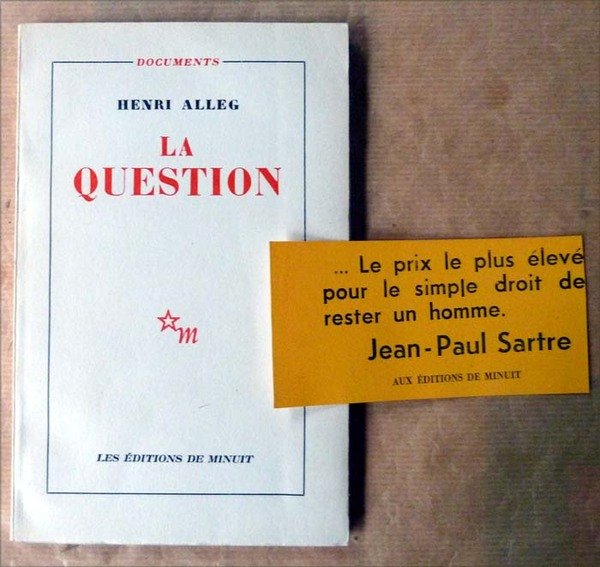 DOCUMENTS
HENRI ALLEG
LA
QUESTION
m
LES ÉDITIONS DE MINUIT
... Le prix le plus élevé
pour le simple droit de
rester un homme.
Jean-Paul Sartre
AUX ÉDITIONS DE MINUIT